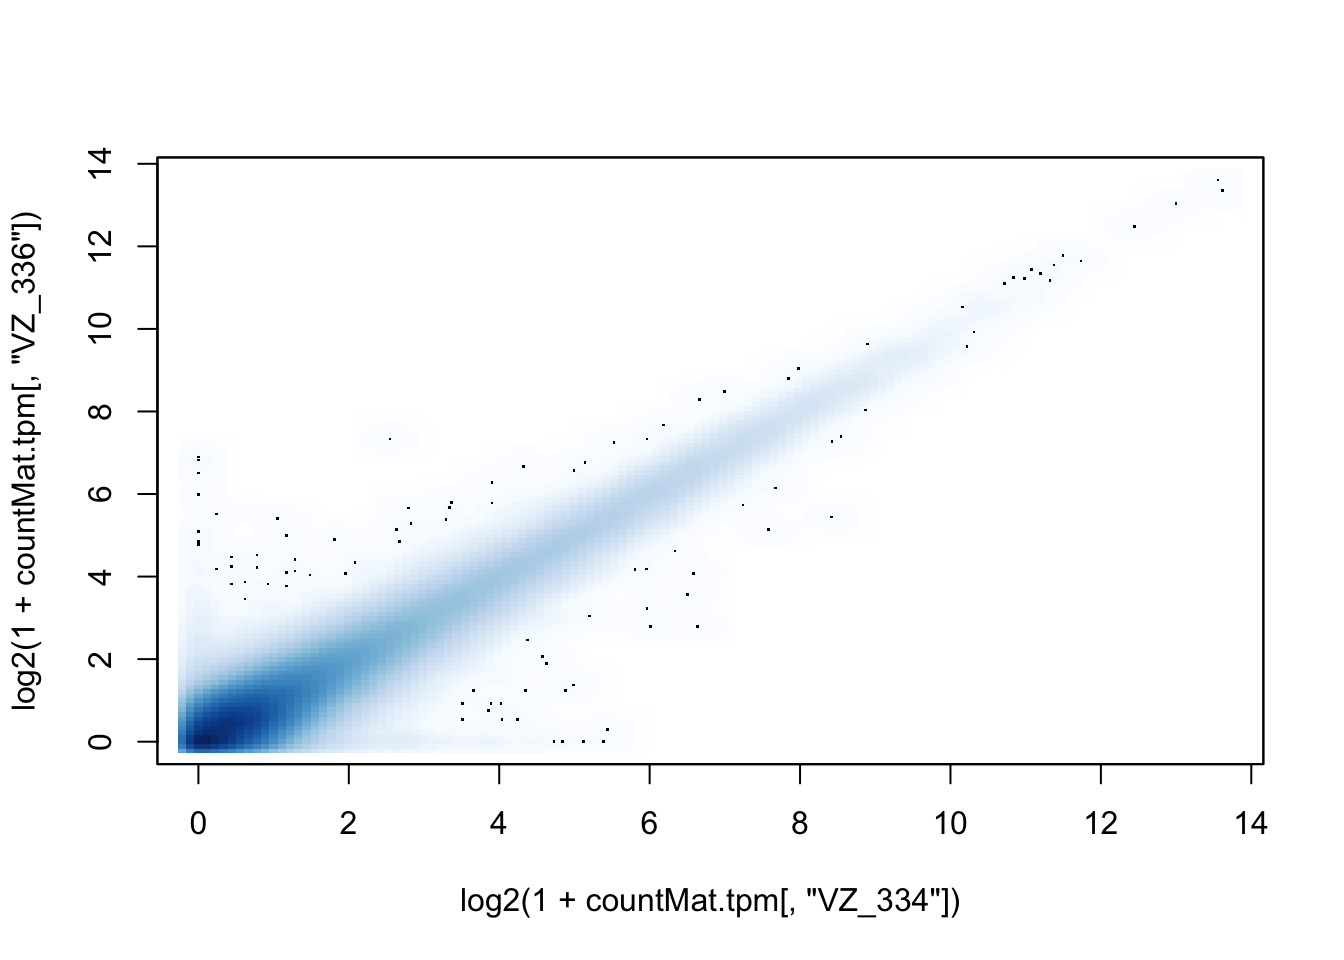 log2(1 + countMat.tpm[, "VZ_336"])
14
12
10
8
6
4
2
0
0 2 4 6 8 10 12 14
log2(1 + countMat.tpm[, "VZ_334"])